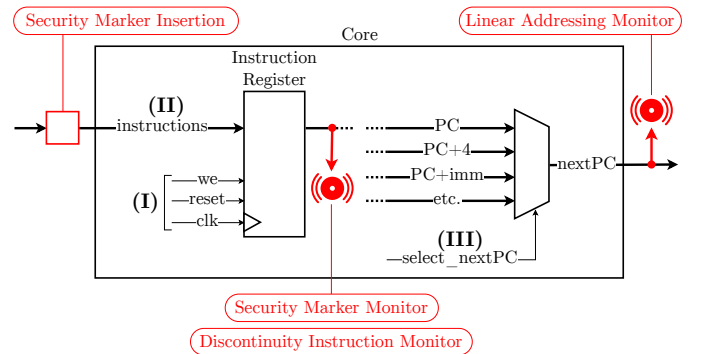 Security Marker Insertion
Linear Addressing Monitor
Core
Instruction
Register
(II)
instructions
PC
PC+4
PC+imm
etc.
nextPC
(I)
we
reset
clk
(III)
select_nextPC
Security Marker Monitor
Discontinuity Instruction Monitor